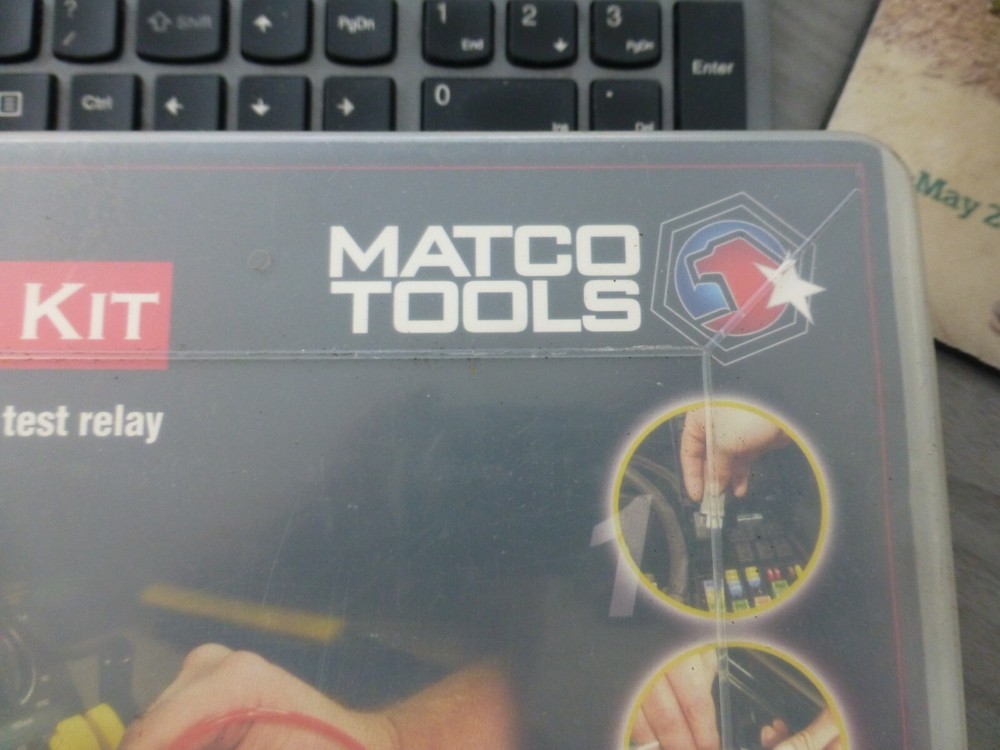 ?
/
Shift
PgDn
1
End
2
3
PgDn
Enter
Ctrl
0
Ins
.
Del
May 2
MATCO
TOOLS
KIT
test relay
1